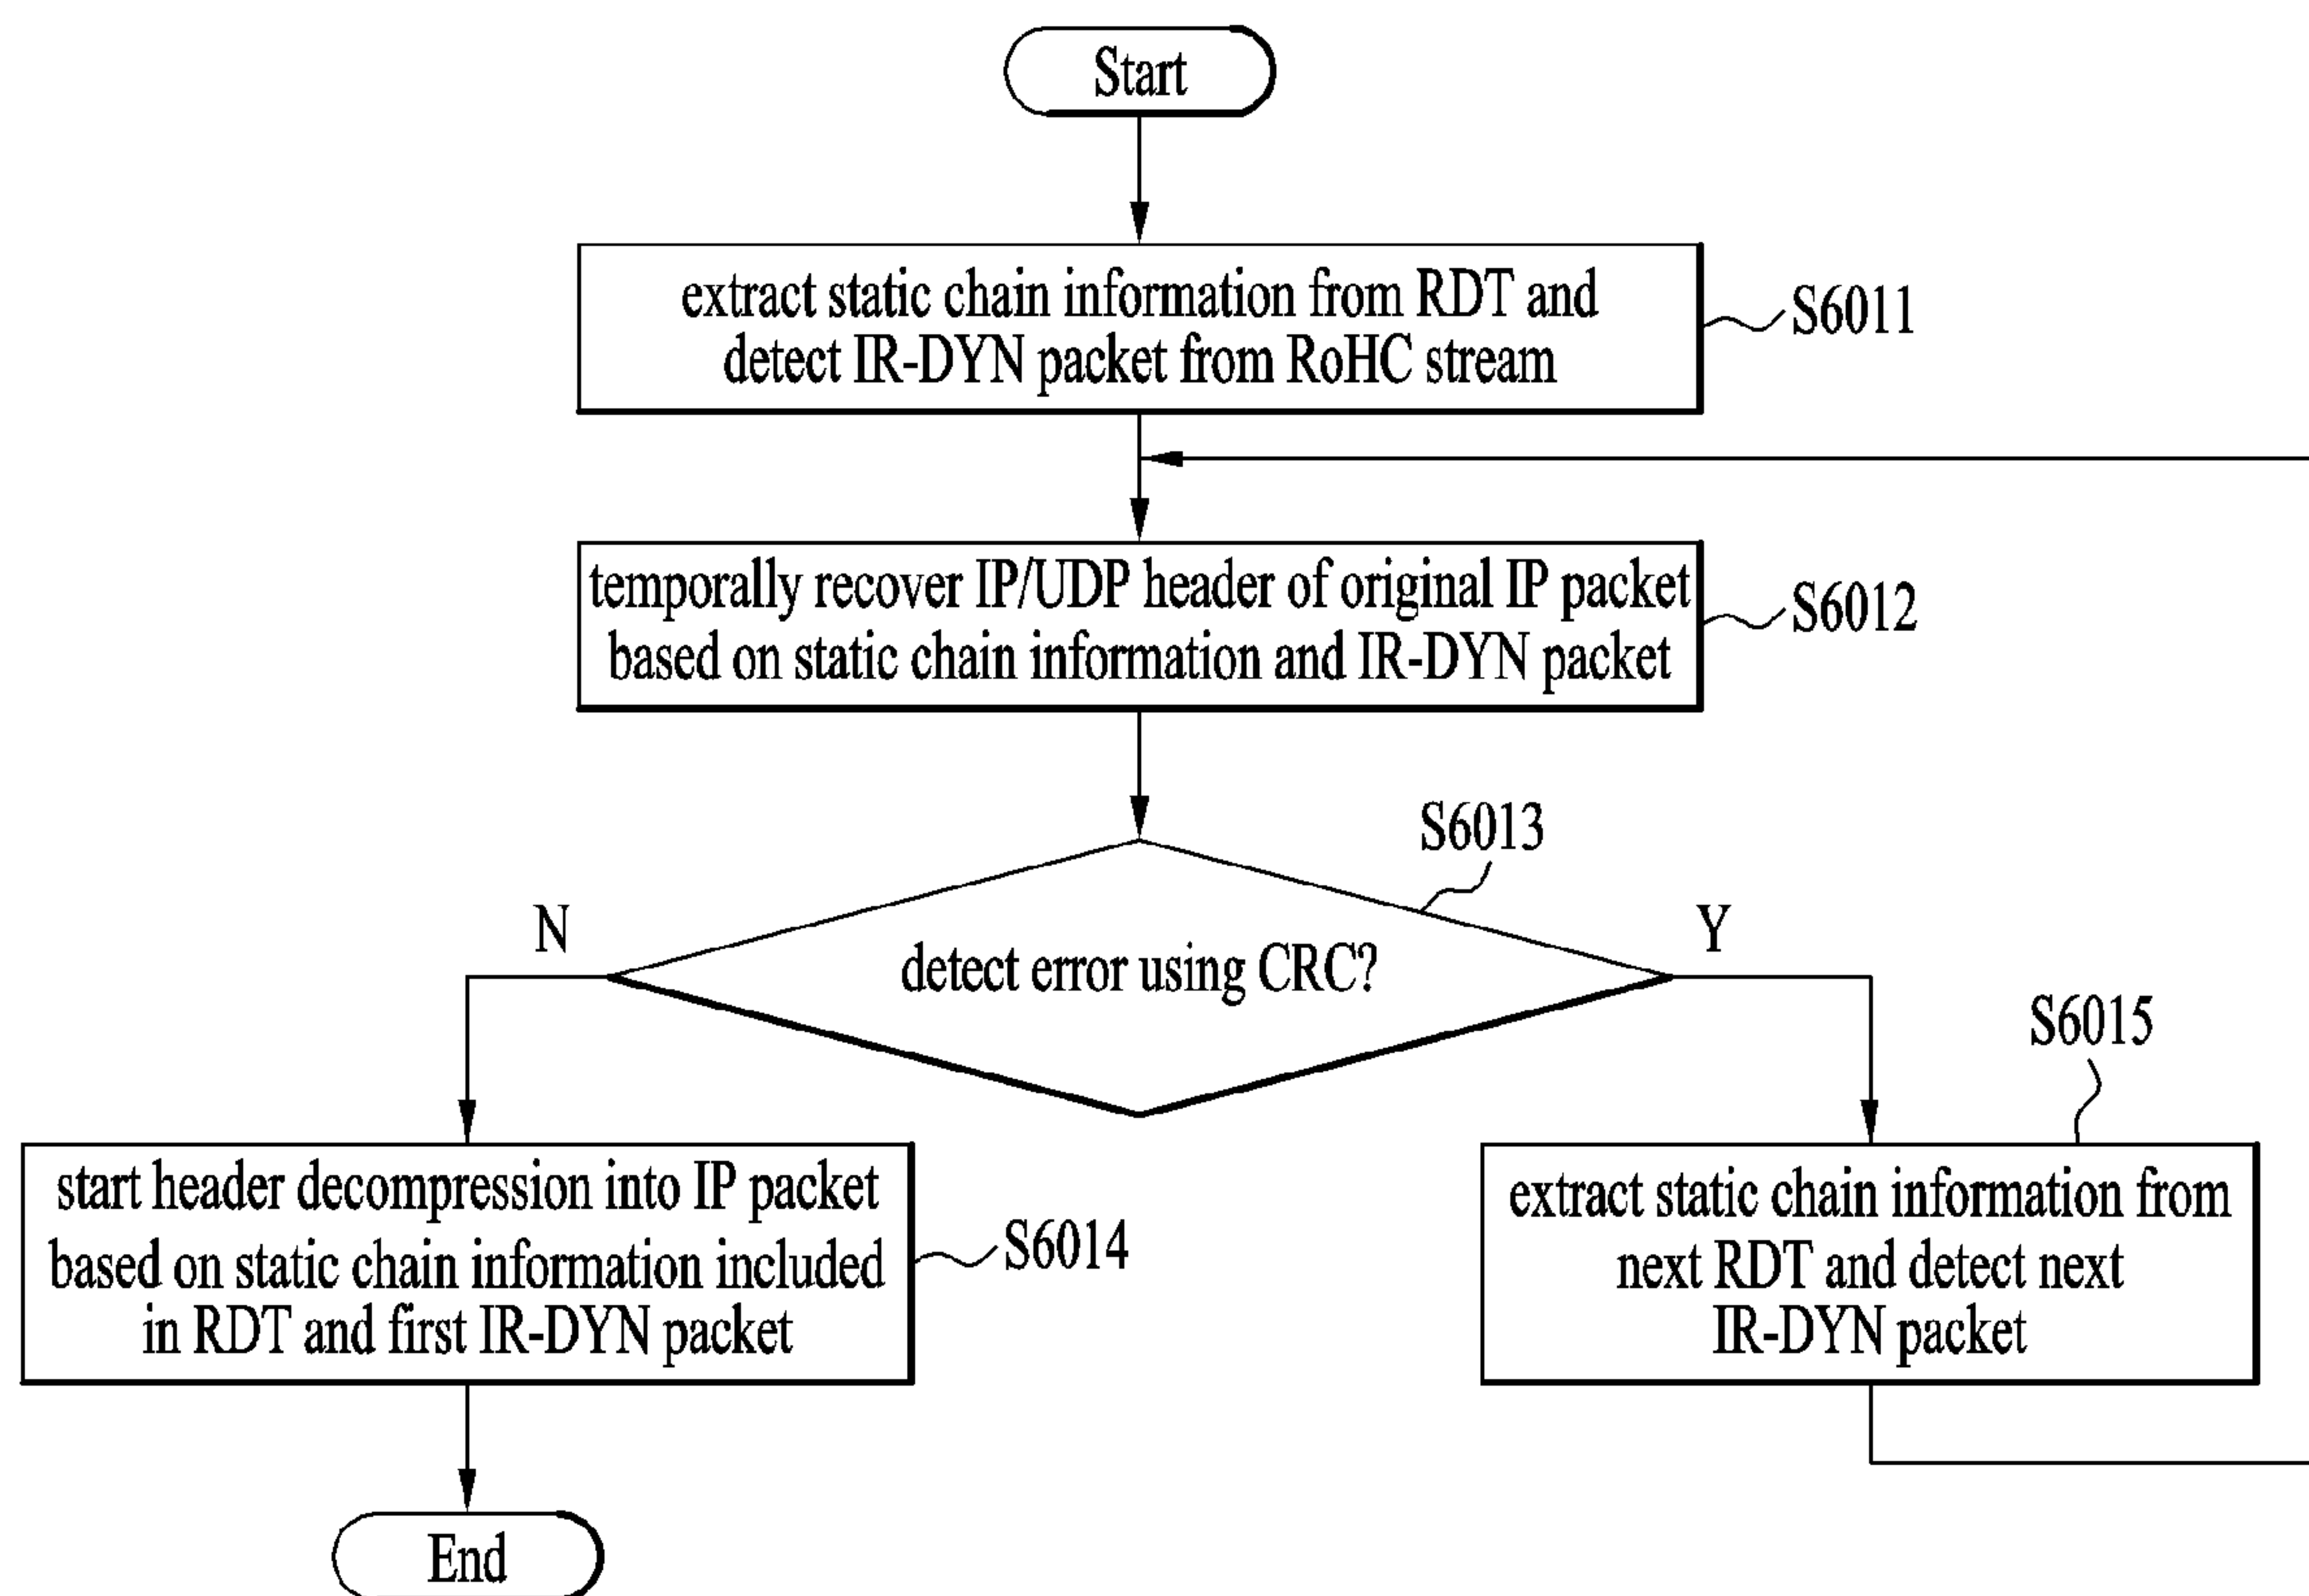 Start
extract static chain information from RDT and
detect IR-DYN packet from RoHC stream
S6011
temporally recover IP/UDP header of original IP packet
based on static chain information and IR-DYN packet
S6012
S6013
N
detect error using CRC?
Y
S6015
start header decompression into IP packet
based on static chain information included
in RDT and first IR-DYN packet
S6014
extract static chain information from
next RDT and detect next
IR-DYN packet
End